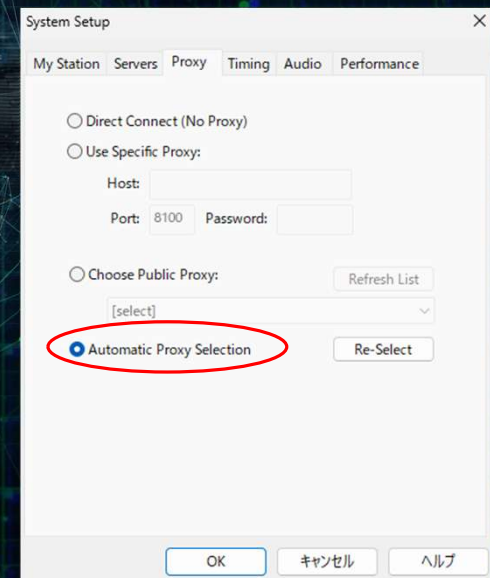 System Setup
My Station Servers Proxy Timing Audio Performance
Direct Connect (No Proxy)
Use Specific Proxy:
Host:
Port: 8100 Password:
Choose Public Proxy: Refresh List
[select]
Automatic Proxy Selection Re-Select
OK キャンセル ヘルプ